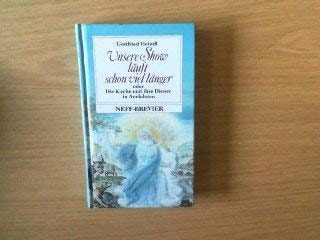 Gottfried Heindl
Unsere Show
läuft
schon viel länger
oder
Die Kirche und ihre Diener
in Anekdoten
NEFF-BREVIER